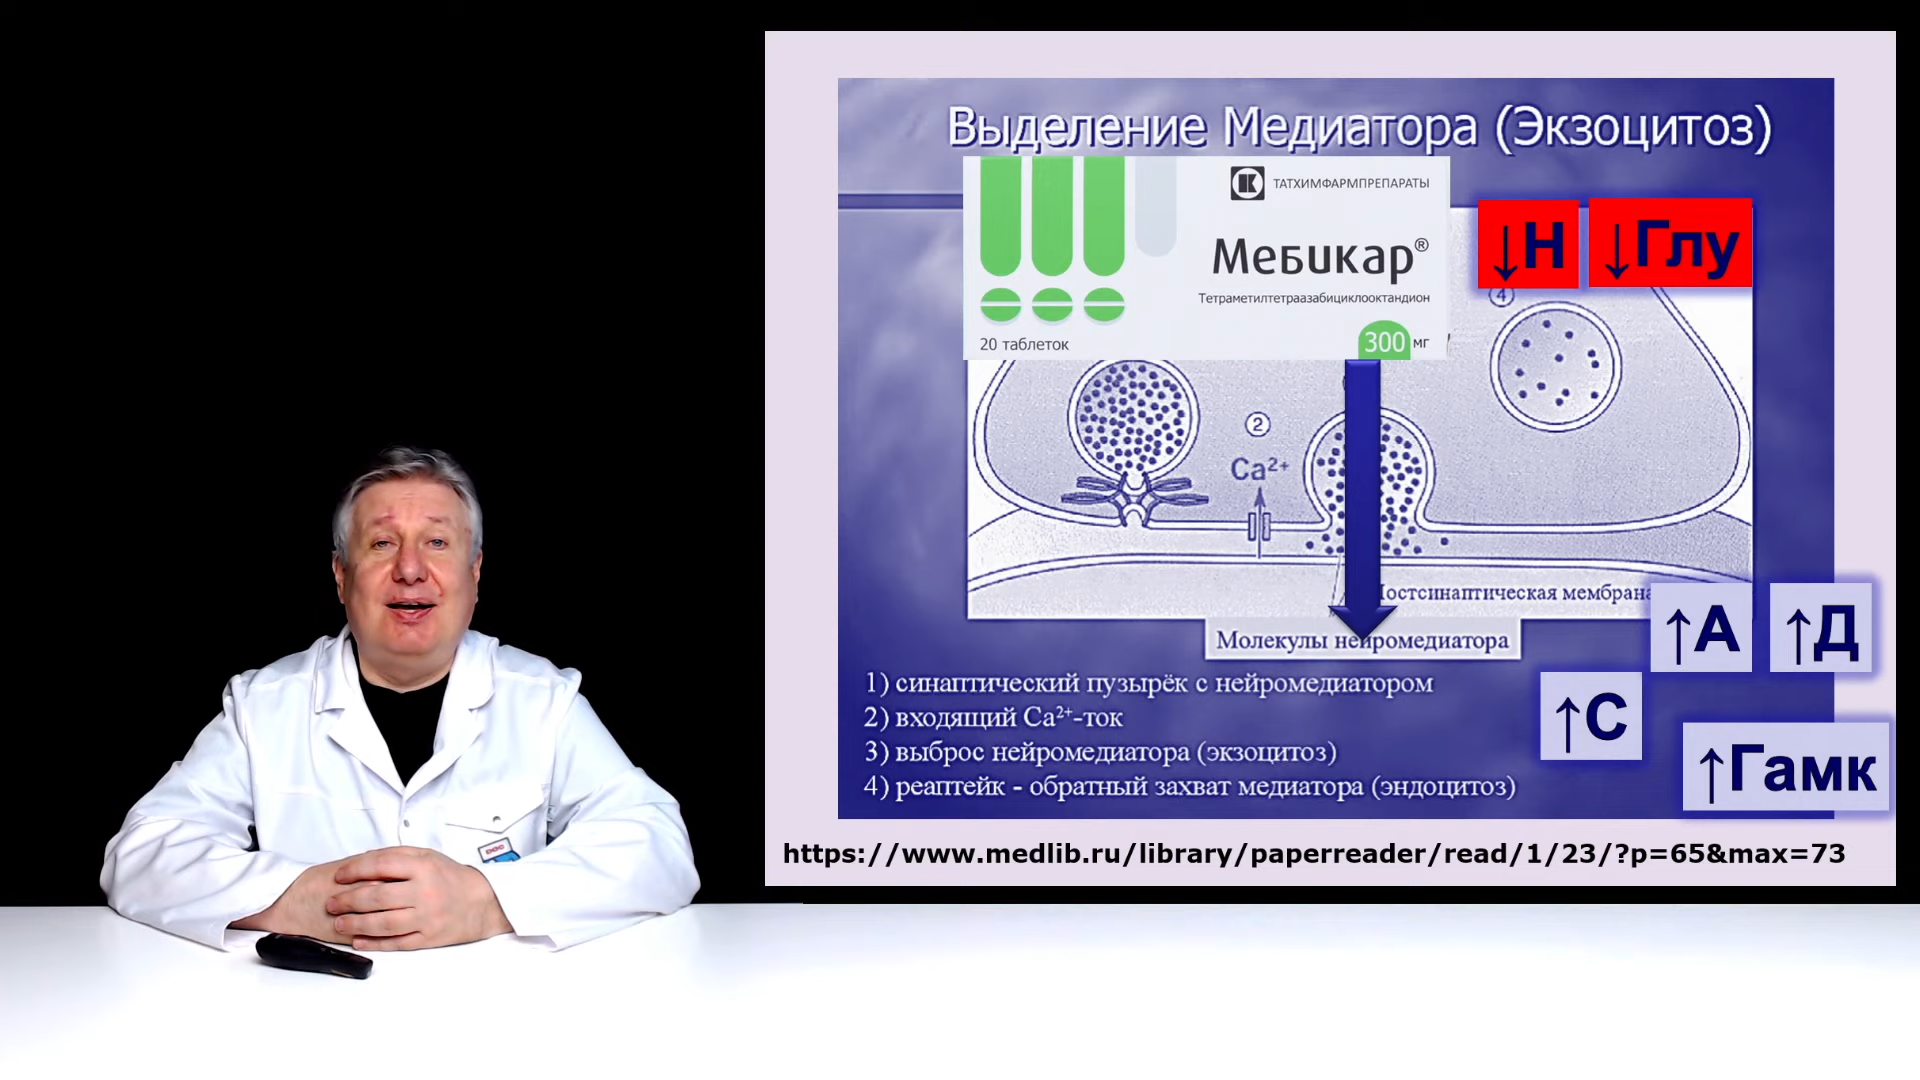 Выделение Медиатора (Экзоцитоз)
ТАТХИМФАРМПРЕПАРАТЫ
Мебикар®
Тетраметилтетраазабициклооктандион
20 таблеток
300 мг
↓Н
↓Глу
4
2
Ca²⁺
постсинаптическая мембрана
Молекулы нейромедиатора
↑А
↑Д
↑С
↑Гамк
1) синаптический пузырёк с нейромедиатором
2) входящий Ca²⁺-ток
3) выброс нейромедиатора (экзоцитоз)
4) реаптейк - обратный захват медиатора (эндоцитоз)
https://www.medlib.ru/library/paperreader/read/1/23/?p=65&max=73